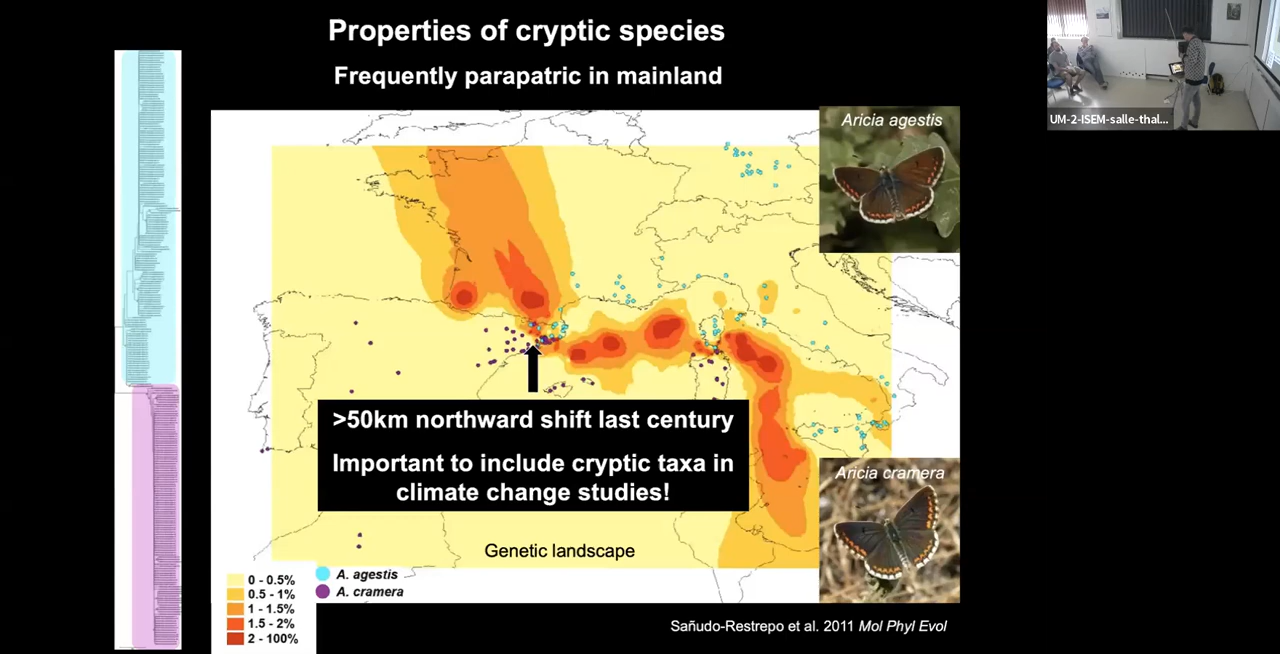 Properties of cryptic species
Frequently parapatric in mainland
UM-2-ISEM-salle-thal...
Aricia agestis
>50km northward shift last century
Important to include criptic taxa in
climate change studies!
Aricia cramera
Genetic landscape
0 - 0.5%
0.5 - 1%
1 - 1.5%
1.5 - 2%
2 - 100%
A. agestis
A. cramera
Sañudo-Restrepo et al. 2011 Mol Phyl Evol